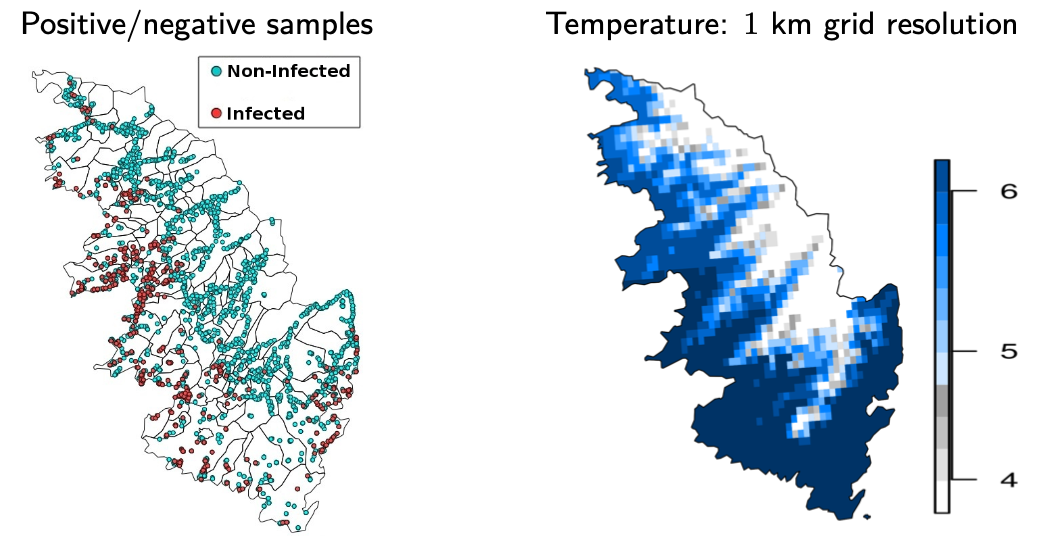 Positive/negative samples
Temperature: 1 km grid resolution
Non-Infected
Infected
6
5
4